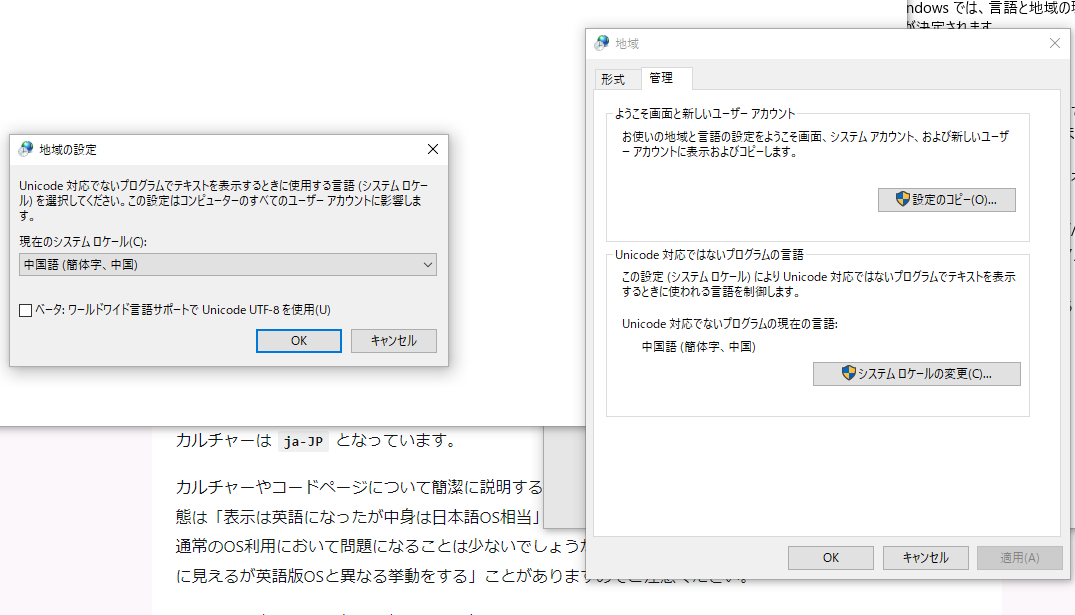 ndows では、言語と地域の
が決定されます
地域
形式
管理
ようこそ画面と新しいユーザー アカウント
お使いの地域と言語の設定をようこそ画面、システム アカウント、および新しいユーザ
ー アカウントに表示およびコピーします。
設定のコピー(O)...
Unicode 対応ではないプログラムの言語
この設定 (システム ロケール) により Unicode 対応ではないプログラムでテキストを表示
するときに使われる言語を制御します。
Unicode 対応でないプログラムの現在の言語:
中国語 (簡体字、中国)
システム ロケールの変更(C)...
OK
キャンセル
適用(A)
地域の設定
Unicode 対応でないプログラムでテキストを表示するときに使用する言語 (システム ロケー
ル) を選択してください。この設定はコンピューターのすべてのユーザー アカウントに影響しま
す。
現在のシステム ロケール(C):
中国語 (簡体字、中国)
ベータ: ワールドワイド言語サポートで Unicode UTF-8 を使用(U)
OK
キャンセル
カルチャーは ja-JP となっています。
カルチャーやコードページについて簡潔に説明する
態は「表示は英語になったが中身は日本語OS相当」
通常のOS利用において問題になることは少ないでしょう
に見えるが英語版OSと異なる挙動をする」ことがありますのでご注意ください。